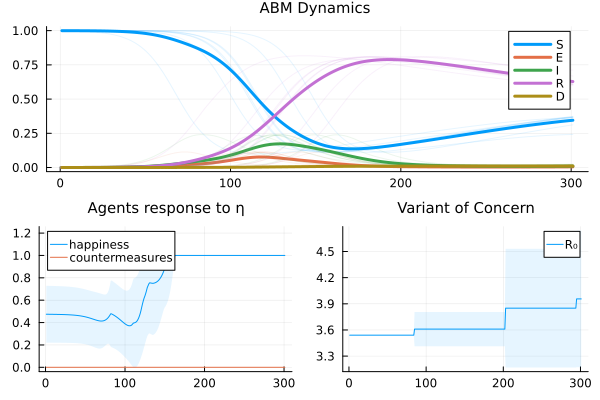 ABM Dynamics
1.00
0.75
0.50
0.25
0.00
S
E
I
R
D
0
100
200
300
Agents response to η
1.2
1.0
0.8
0.6
0.4
0.2
0.0
happiness
countermeasures
0
100
200
300
Variant of Concern
4.5
4.2
3.9
3.6
3.3
R₀
0
100
200
300